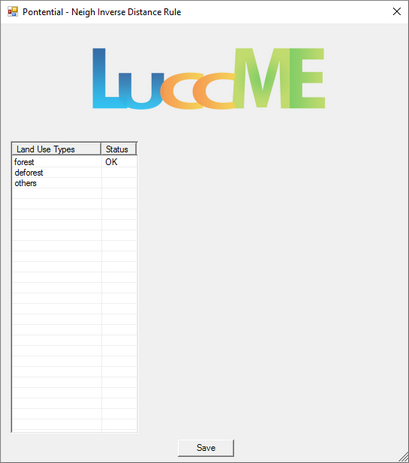 Pontential - Neigh Inverse Distance Rule
LuccME
Land Use Types Status
forest OK
deforest
others
Save